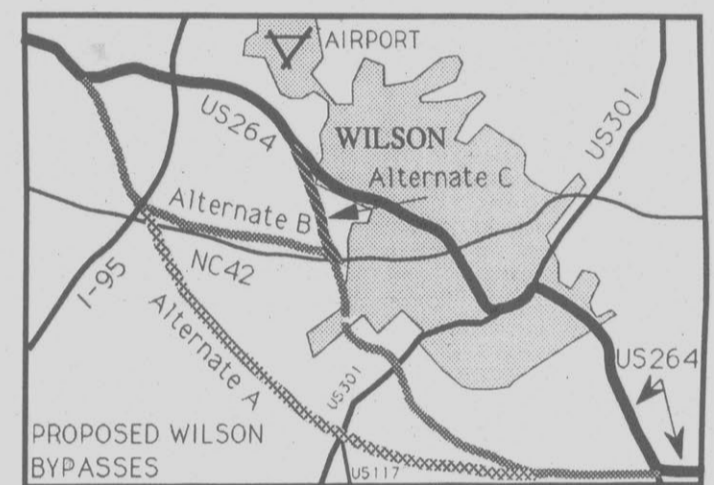 AIRPORT
US264
WILSON
US301
Alternate C
Alternate B
NC42
I-95
Alternate A
US264
US301
PROPOSED WILSON
BYPASSES
US117